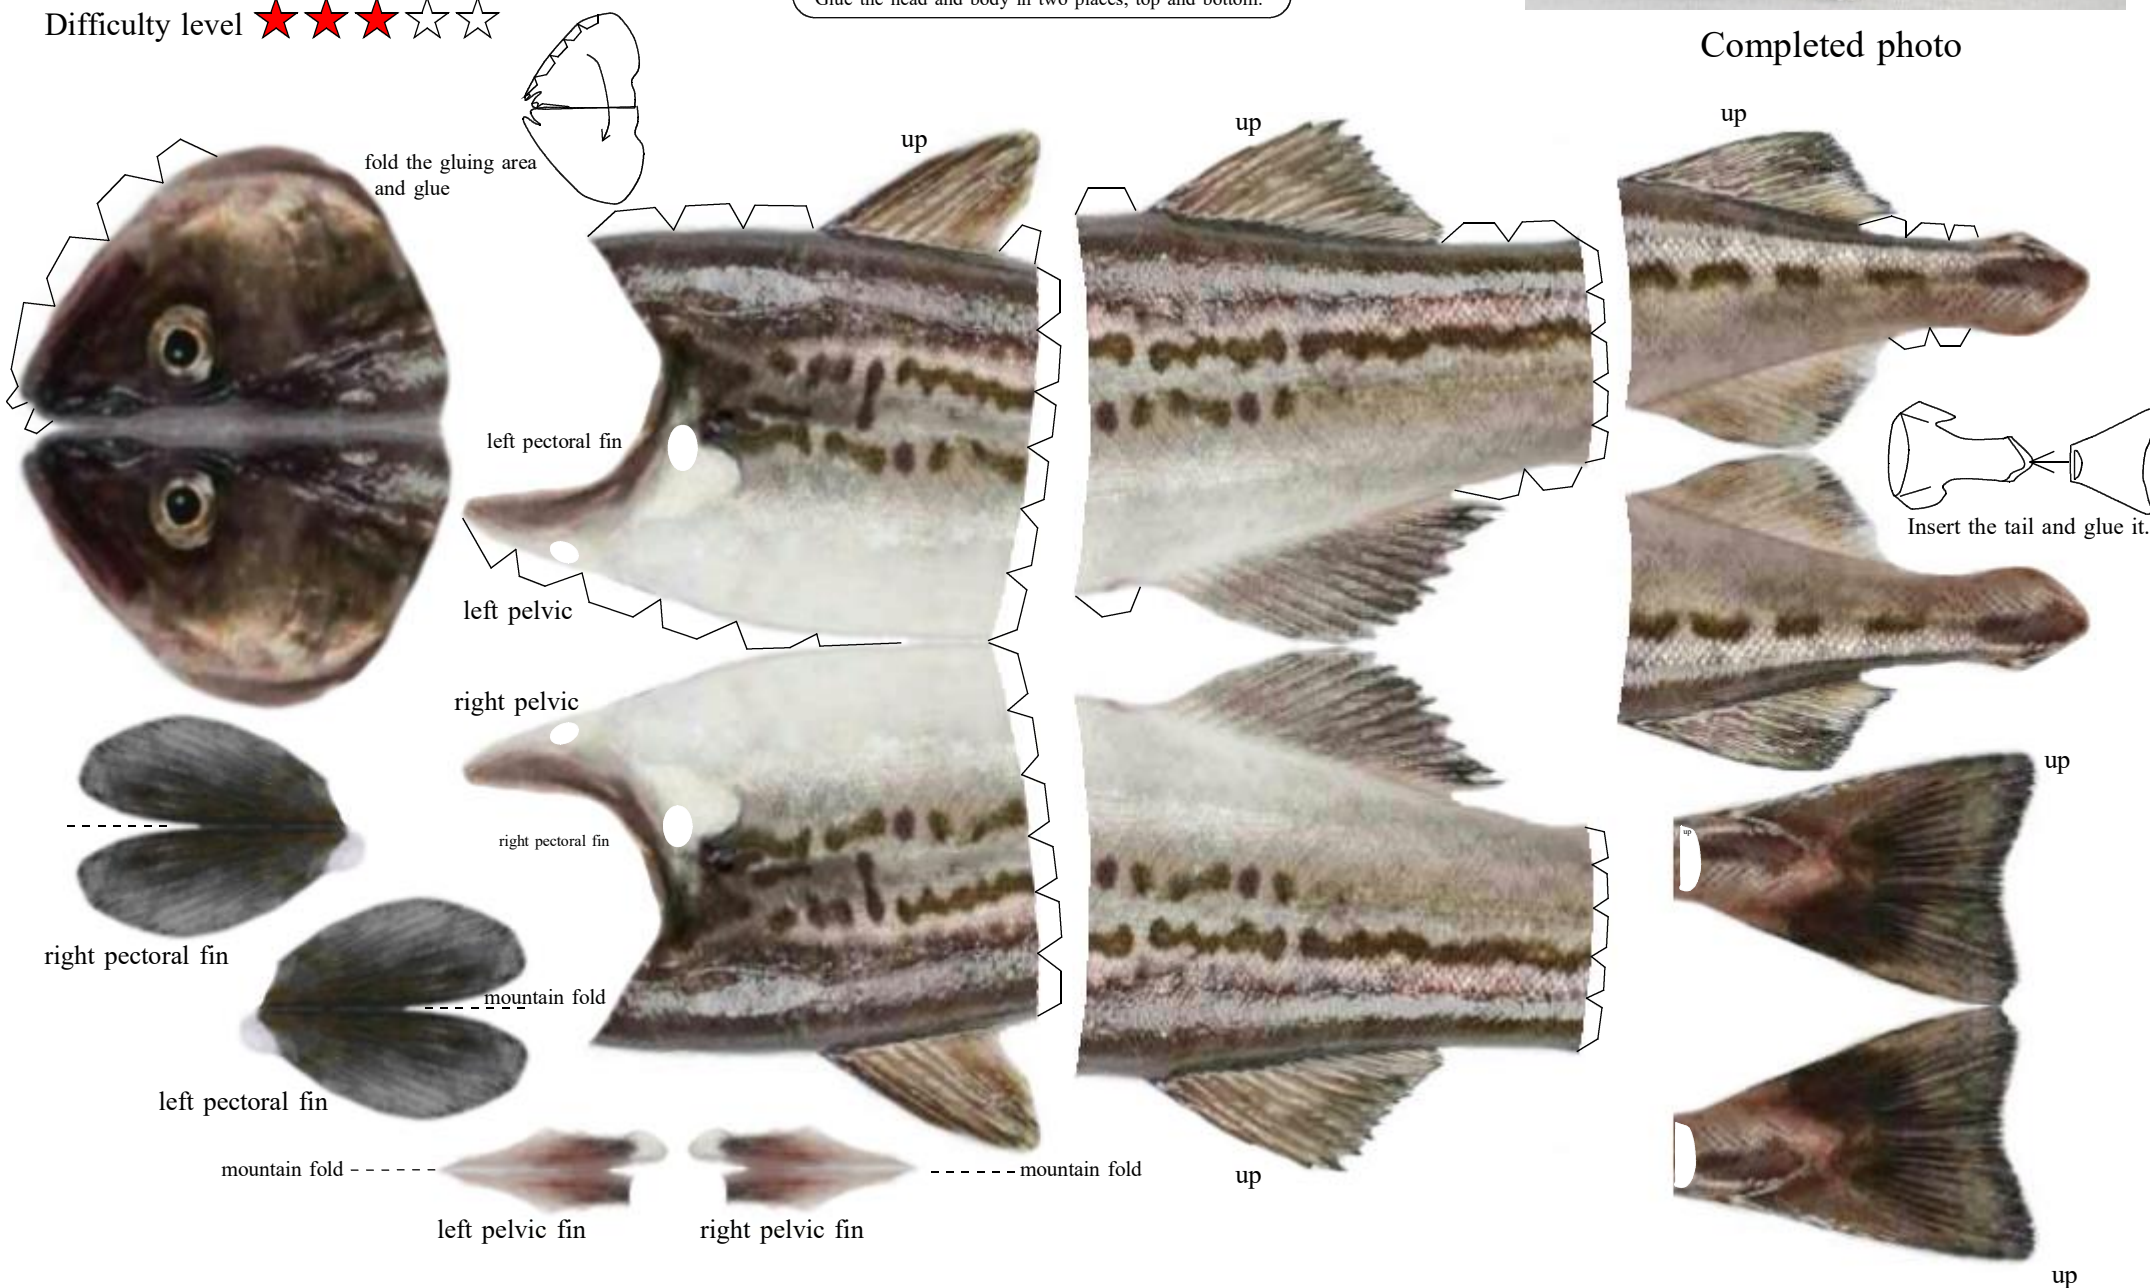 Glue the head and body in two places, top and bottom.
Difficulty level
Completed photo
up
up
up
fold the gluing area
and glue
left pectoral fin
Insert the tail and glue it.
left pelvic
right pelvic
up
up
right pectoral fin
right pectoral fin
mountain fold
left pectoral fin
mountain fold
mountain fold
up
left pelvic fin
right pelvic fin
up